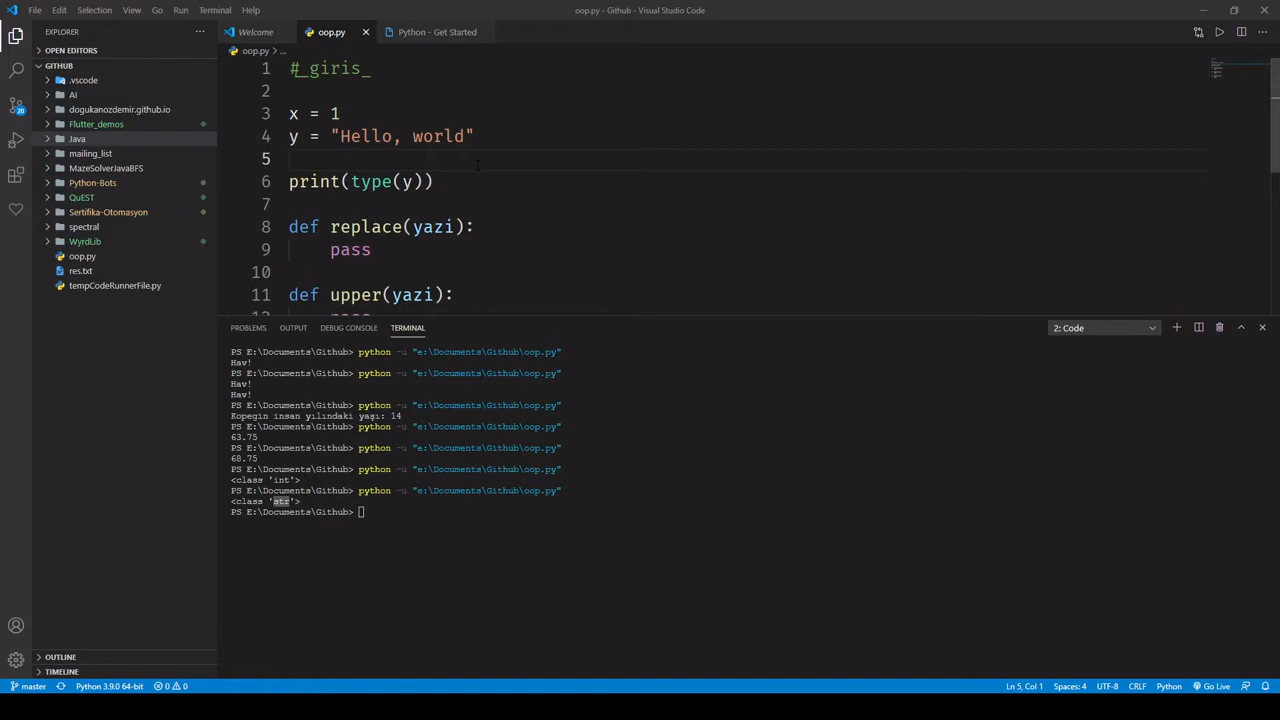 File Edit Selection View Go Run Terminal Help
oop.py - Github - Visual Studio Code
EXPLORER
OPEN EDITORS
GITHUB
.vscode
AI
dogukanozdemir.github.io
Flutter_demos
Java
mailing_list
MazeSolverJavaBFS
Python-Bots
QuEST
Sertifika-Otomasyon
spectral
WyrdLib
oop.py
res.txt
tempCodeRunnerFile.py
OUTLINE
TIMELINE
20
Welcome oop.py Python - Get Started
oop.py > ...
1 #_giris_
2
3 x = 1
4 y = "Hello, world"
5
6 print(type(y))
7
8 def replace(yazi):
9 pass
10
11 def upper(yazi):
PROBLEMS OUTPUT DEBUG CONSOLE TERMINAL
2: Code
PS E:\Documents\Github> python -u "e:\Documents\Github\oop.py"
Hav!
PS E:\Documents\Github> python -u "e:\Documents\Github\oop.py"
Hav!
Hav!
PS E:\Documents\Github> python -u "e:\Documents\Github\oop.py"
Kopegin insan yılındaki yaşı: 14
PS E:\Documents\Github> python -u "e:\Documents\Github\oop.py"
63.75
PS E:\Documents\Github> python -u "e:\Documents\Github\oop.py"
68.75
PS E:\Documents\Github> python -u "e:\Documents\Github\oop.py"
<class 'int'>
PS E:\Documents\Github> python -u "e:\Documents\Github\oop.py"
<class 'str'>
PS E:\Documents\Github>
master Python 3.9.0 64-bit 0 0 Ln 5, Col 1 Spaces: 4 UTF-8 CRLF Python Go Live